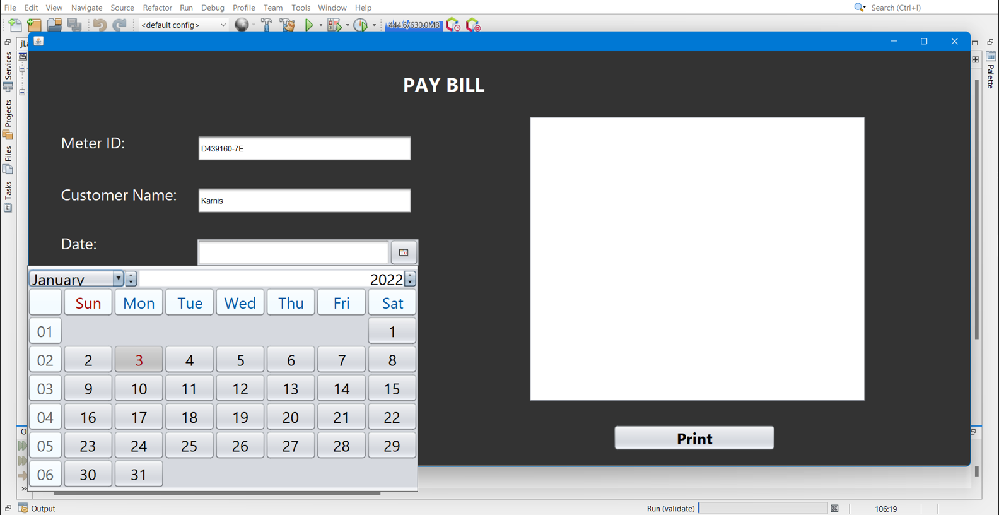 File Edit View Navigate Source Refactor Run Debug Profile Team Tools Window Help Search (Ctrl+I)
<default config> 444.6/630.0MB
jLa
Services
Projects
Files
Tasks
Palette
PAY BILL
Meter ID: D439160-7E
Customer Name: Karnis
Date:
January 2022
Sun Mon Tue Wed Thu Fri Sat
01 1
02 2 3 4 5 6 7 8
03 9 10 11 12 13 14 15
04 16 17 18 19 20 21 22
05 23 24 25 26 27 28 29
06 30 31
Print
O
Output Run (validate) 106:19